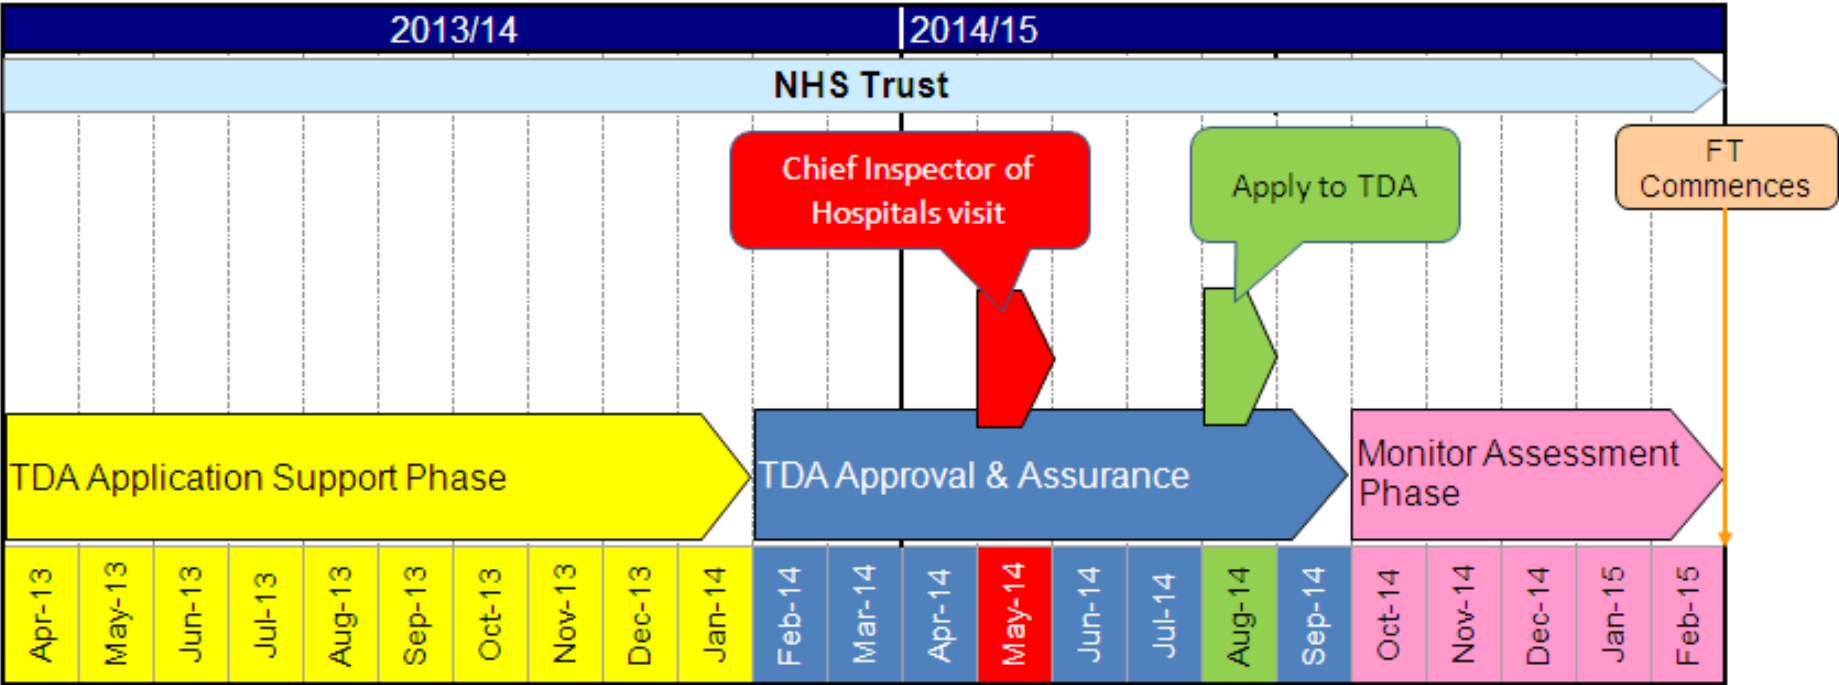 2013/14
2014/15
NHS Trust
Chief Inspector of
Hospitals visit
Apply to TDA
FT
Commences
TDA Application Support Phase
TDA Approval & Assurance
Monitor Assessment
Phase
Apr-13
May-13
Jun-13
Jul-13
Aug-13
Sep-13
Oct-13
Nov-13
Dec-13
Jan-14
Feb-14
Mar-14
Apr-14
May-14
Jun-14
Jul-14
Aug-14
Sep-14
Oct-14
Nov-14
Dec-14
Jan-15
Feb-15